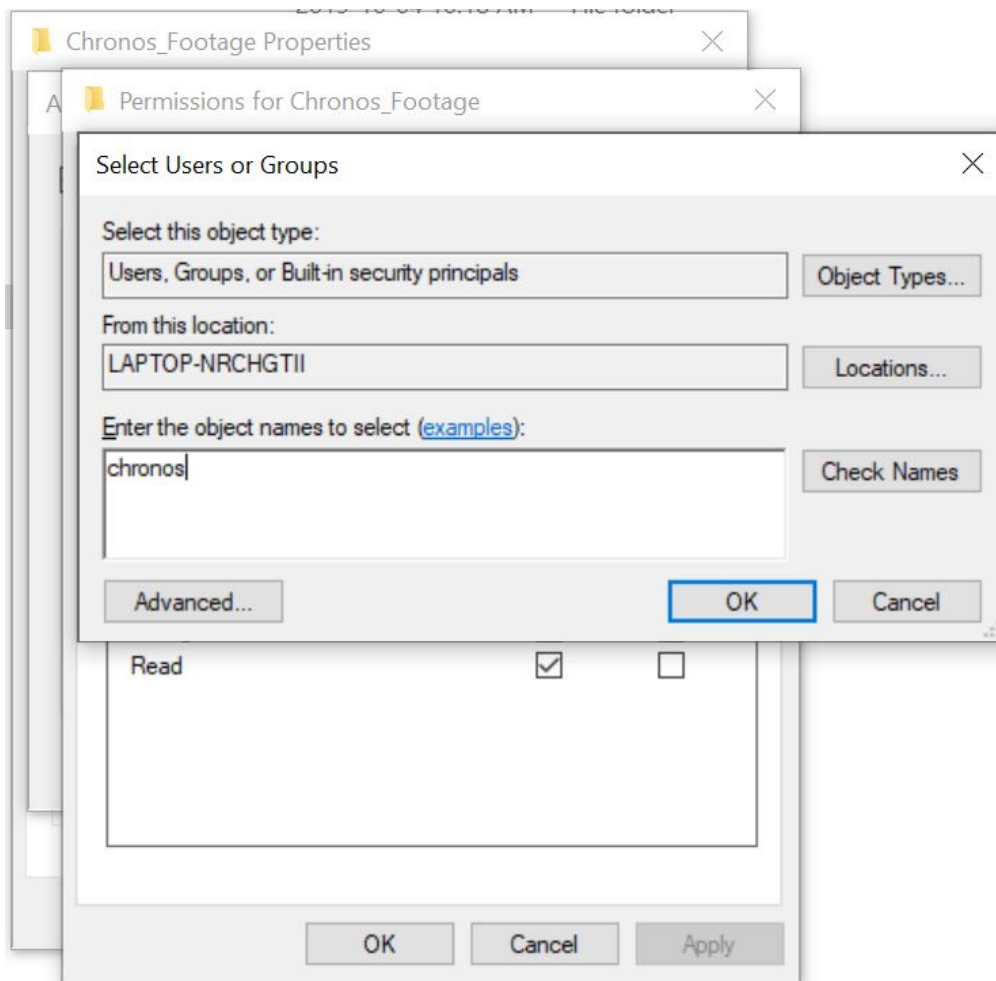 Chronos_Footage Properties
A
Permissions for Chronos_Footage
Select Users or Groups
Select this object type:
Users, Groups, or Built-in security principals
Object Types...
From this location:
LAPTOP-NRCHGTII
Locations...
Enter the object names to select (examples):
chronos
Check Names
Advanced...
OK
Cancel
Read
OK
Cancel
Apply